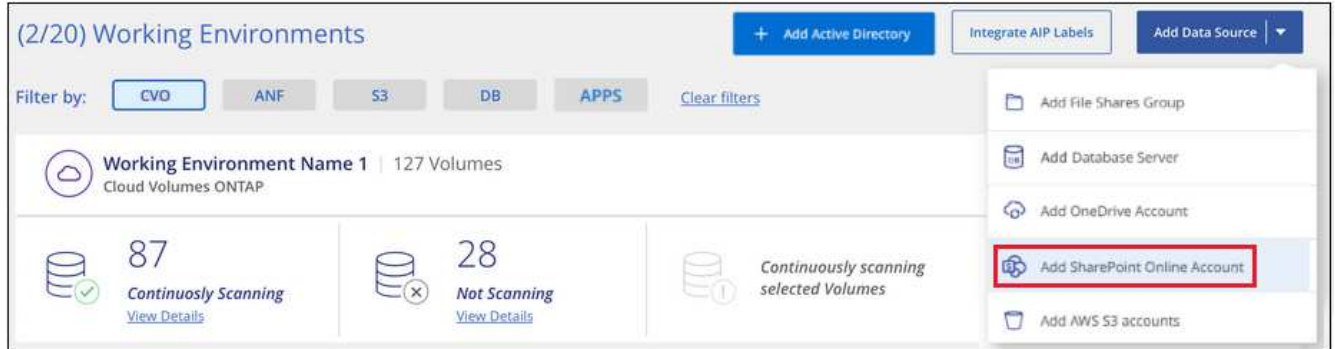 (2/20) Working Environments
+ Add Active Directory
Integrate AIP Labels
Add Data Source
Filter by:
CVO
ANF
S3
DB
APPS
Clear filters
Add File Shares Group
DB
Add Database Server
Add OneDrive Account
Add SharePoint Online Account
Add AWS S3 accounts
Working Environment Name 1 | 127 Volumes
Cloud Volumes ONTAP
87
Continuosly Scanning
View Details
28
Not Scanning
View Details
Continuously scanning
selected Volumes